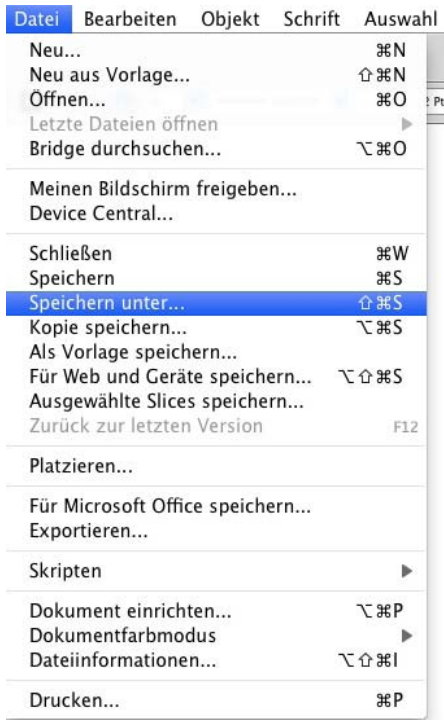 Datei Bearbeiten Objekt Schrift Auswahl
Neu... ⌘N
Neu aus Vorlage... ⇧⌘N
Öffnen... ⌘O
2 Pt
Letzte Dateien öffnen ▶
Bridge durchsuchen... ⌥⌘O
Meinen Bildschirm freigeben...
Device Central...
Schließen ⌘W
Speichern ⌘S
Speichern unter... ⇧⌘S
Kopie speichern... ⌥⌘S
Als Vorlage speichern...
Für Web und Geräte speichern... ⌥⇧⌘S
Ausgewählte Slices speichern...
Zurück zur letzten Version F12
Platzieren...
Für Microsoft Office speichern...
Exportieren...
Skripten ▶
Dokument einrichten... ⌥⌘P
Dokumentfarbmodus ▶
Dateiinformationen... ⌥⇧⌘I
Drucken... ⌘P